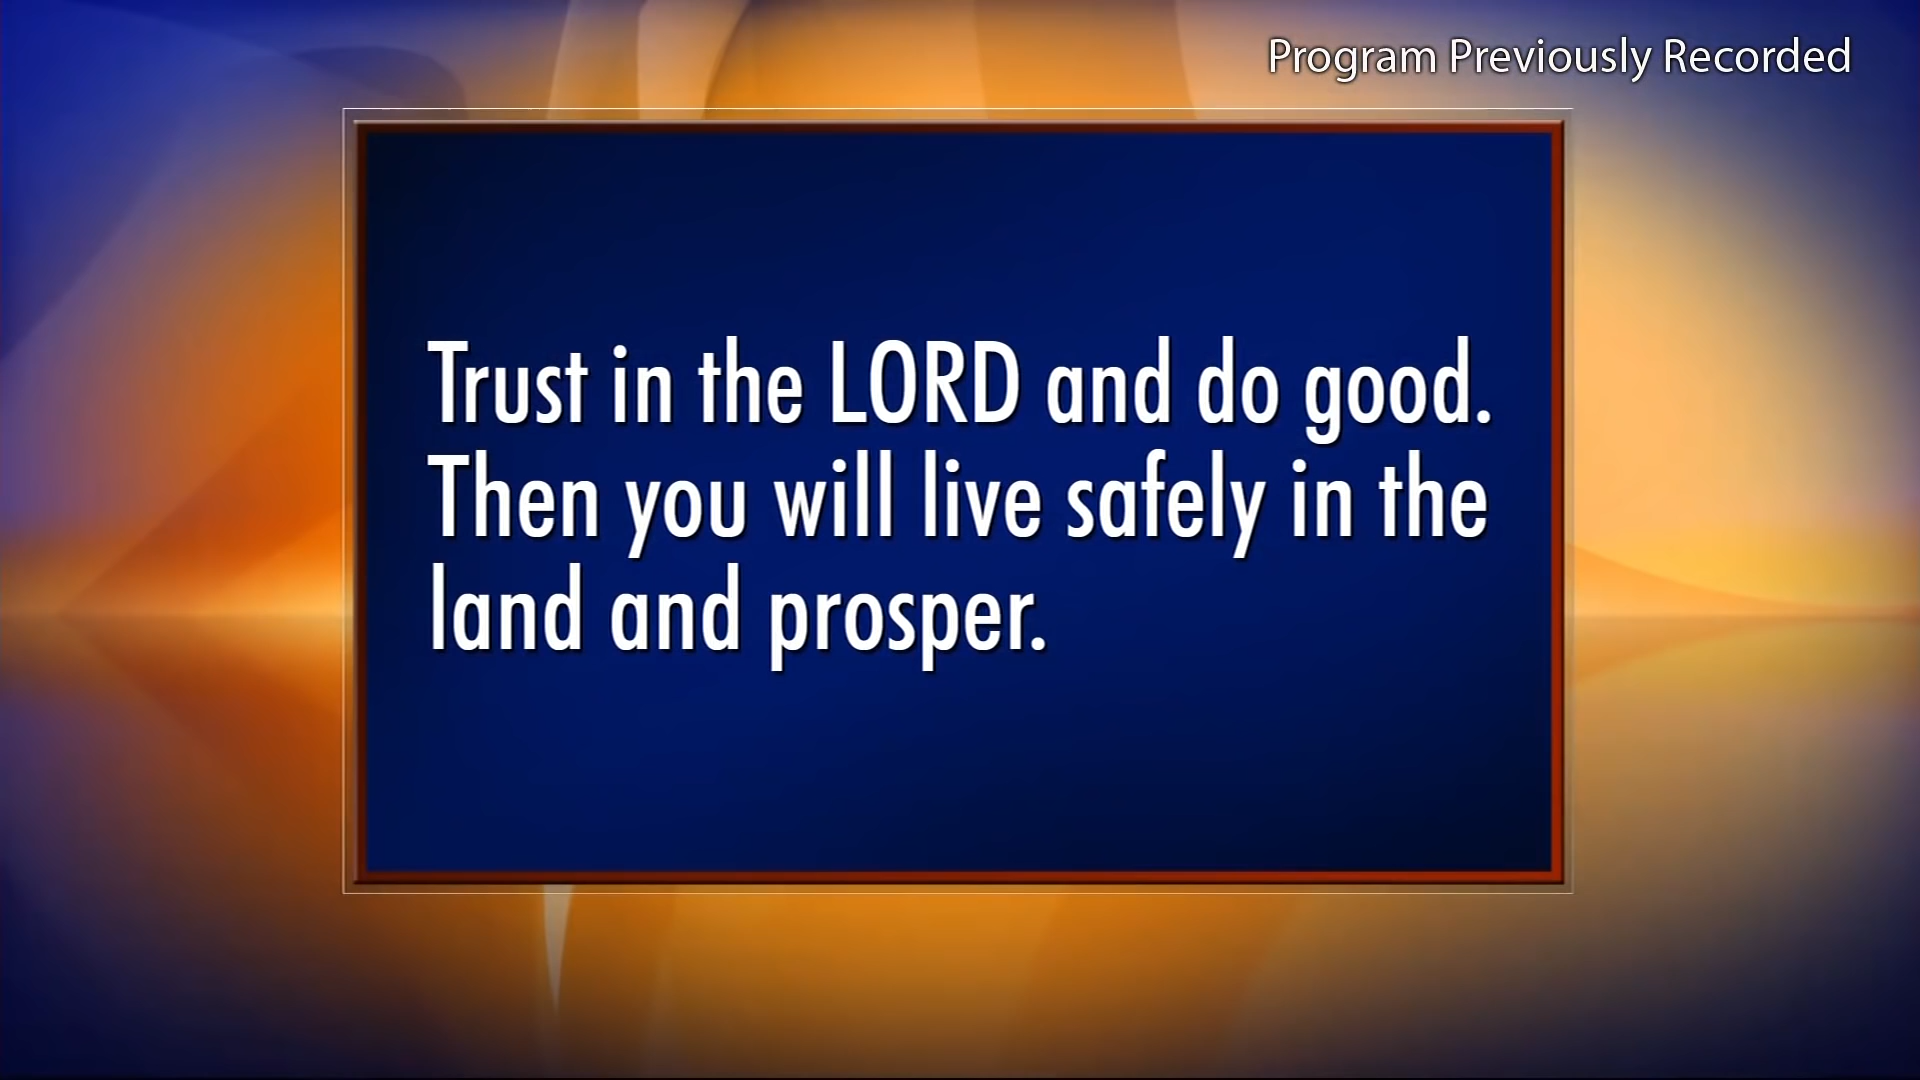 Program Previously Recorded
Trust in the LORD and do good.
Then you will live safely in the
land and prosper.